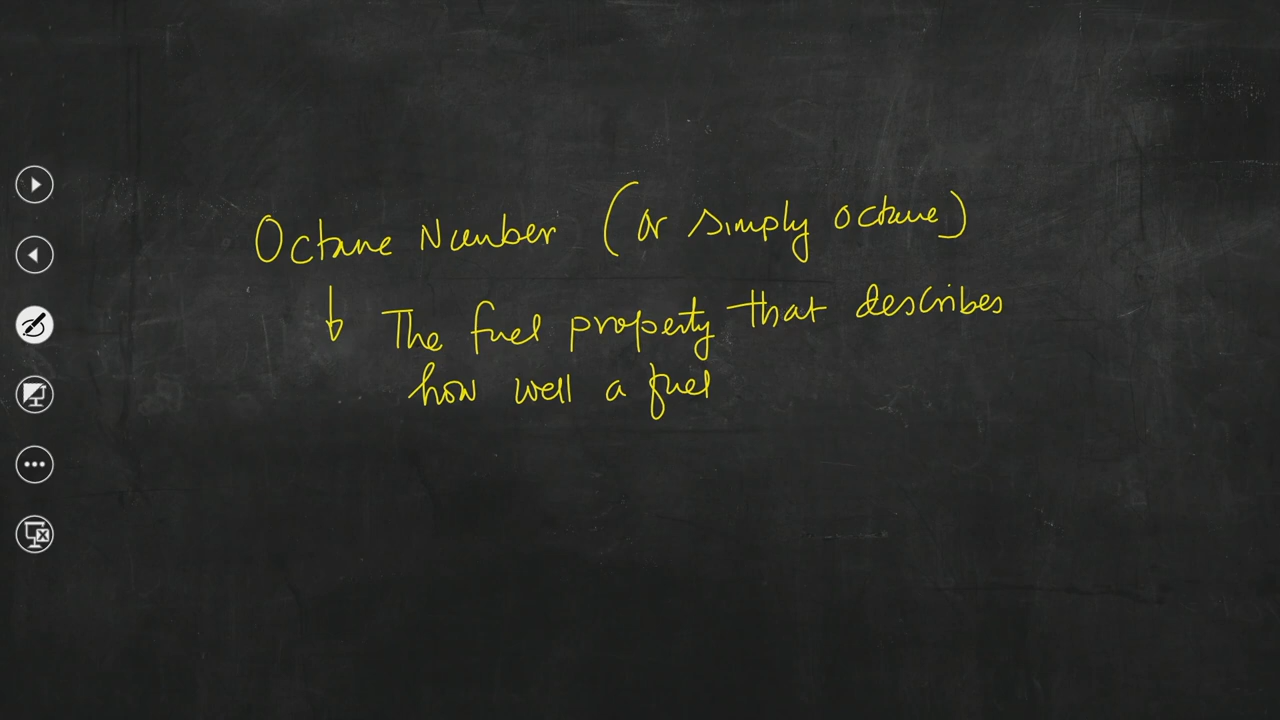 Octane Number (or simply octane)
The fuel property that describes
how well a fuel